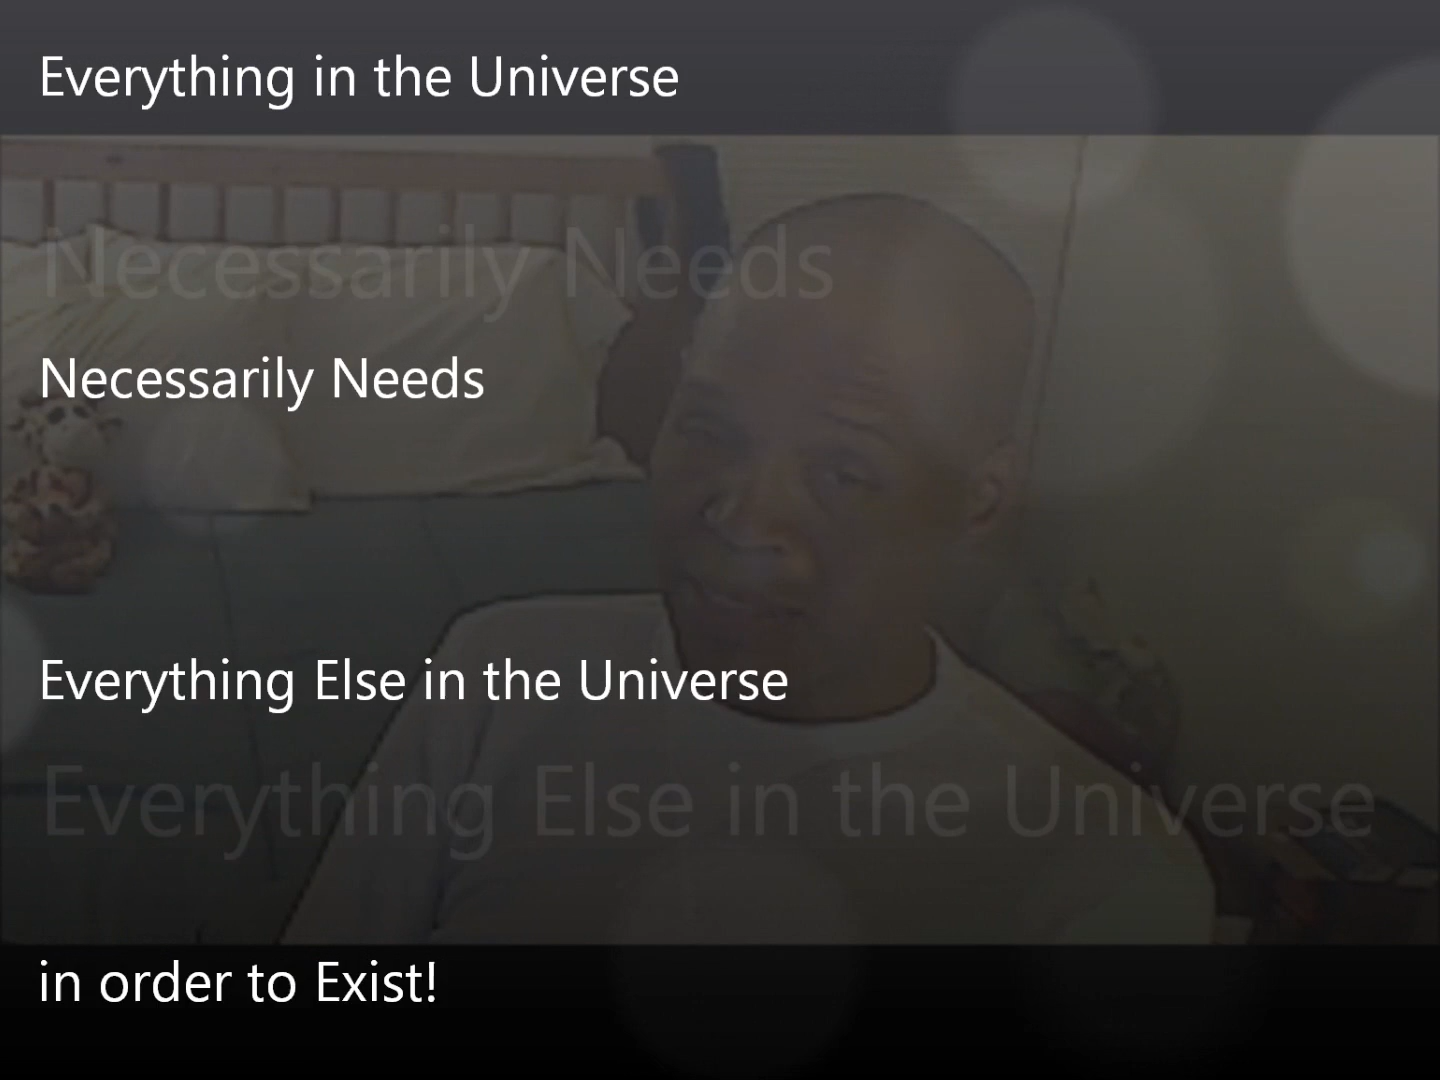 Everything in the Universe
Necessarily Needs
Necessarily Needs
Everything Else in the Universe
Everything Else in the Universe
in order to Exist!